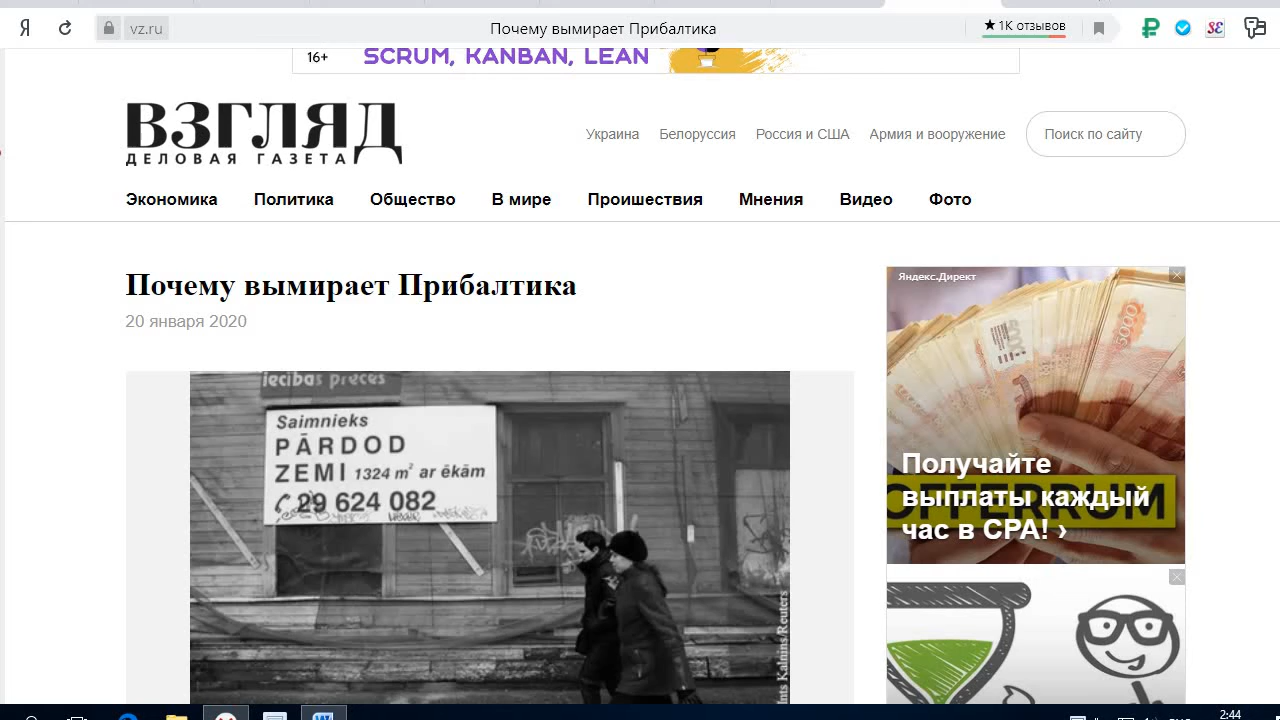 Я
vz.ru
Почему вымирает Прибалтика
★ 1К отзывов
16+
SCRUM, KANBAN, LEAN
ВЗГЛЯД
ДЕЛОВАЯ ГАЗЕТА
Украина Белоруссия Россия и США Армия и вооружение
Поиск по сайту
Экономика Политика Общество В мире Происшествия Мнения Видео Фото
Почему вымирает Прибалтика
20 января 2020
iecības preces
Saimnieks
PĀRDOD
ZEMI 1324 m² ar ēkām
29 624 082
Kalnins/Reuters
Яндекс.Директ
5000
OFFERRUM
Получайте
выплаты каждый
час в CPA! ›
2:44